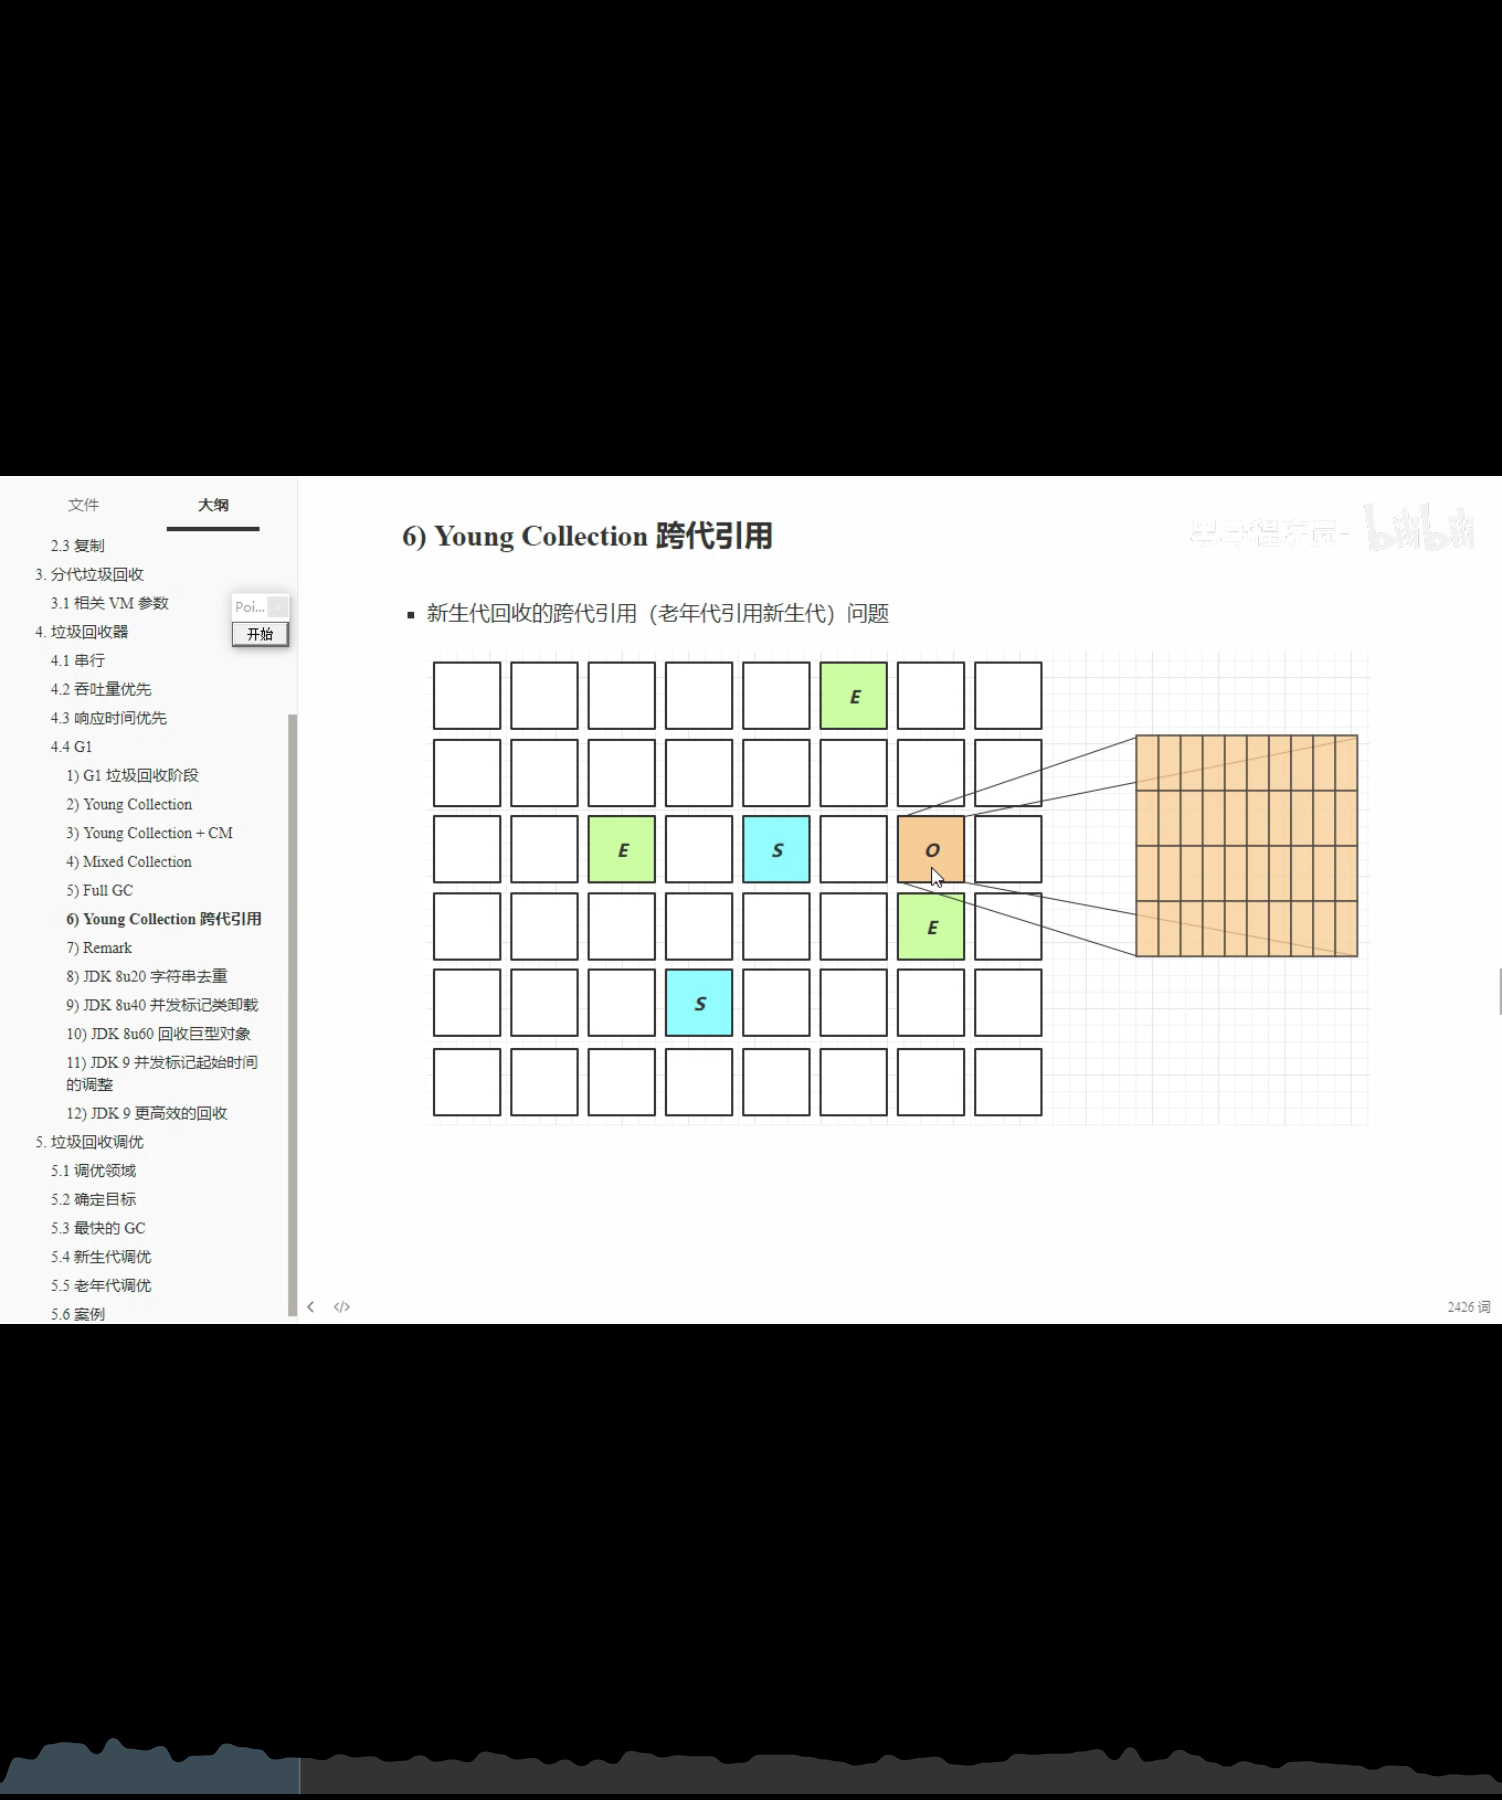 文件
大纲
2.3 复制
3. 分代垃圾回收
3.1 相关 VM 参数
4. 垃圾回收器
4.1 串行
4.2 吞吐量优先
4.3 响应时间优先
4.4 G1
1) G1 垃圾回收阶段
2) Young Collection
3) Young Collection + CM
4) Mixed Collection
5) Full GC
6) Young Collection 跨代引用
7) Remark
8) JDK 8u20 字符串去重
9) JDK 8u40 并发标记类卸载
10) JDK 8u60 回收巨型对象
11) JDK 9 并发标记起始时间
的调整
12) JDK 9 更高效的回收
5. 垃圾回收调优
5.1 调优领域
5.2 确定目标
5.3 最快的 GC
5.4 新生代调优
5.5 老年代调优
5.6 案例
Poi...
开始
6) Young Collection 跨代引用
黑马程序员-
bilibili
▪ 新生代回收的跨代引用（老年代引用新生代）问题
E
E
S
O
E
S
</>
2426 词